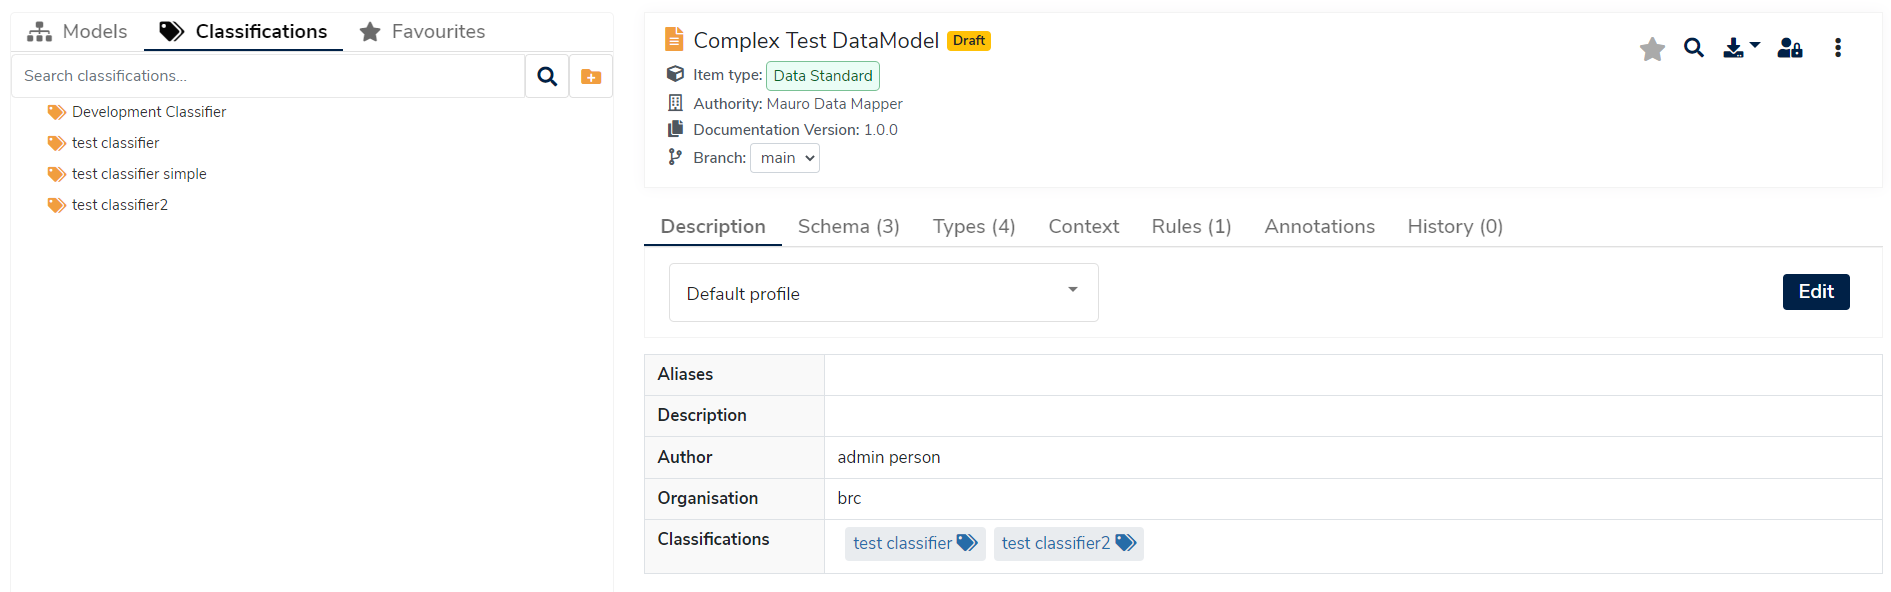 Models Classifications Favourites
Search classifications...
Development Classifier
test classifier
test classifier simple
test classifier2
Complex Test DataModel Draft
Item type: Data Standard
Authority: Mauro Data Mapper
Documentation Version: 1.0.0
Branch: main
Description Schema (3) Types (4) Context Rules (1) Annotations History (0)
Default profile
Edit
Aliases
Description
Author admin person
Organisation brc
Classifications test classifier test classifier2